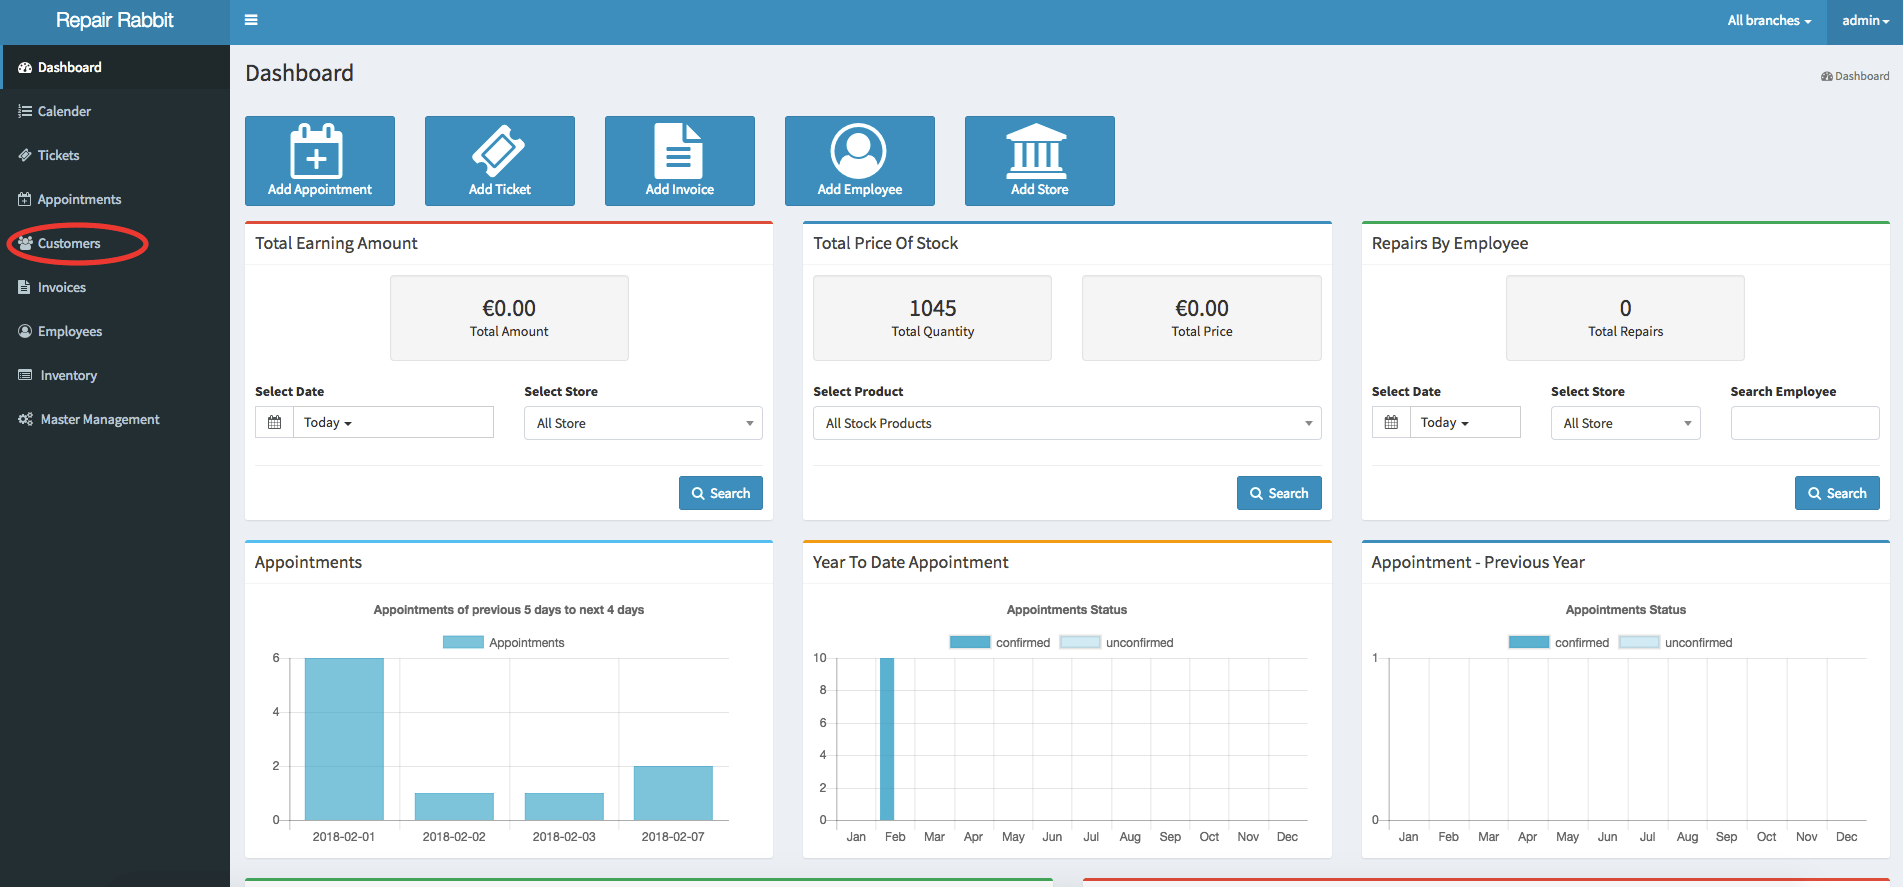 Repair Rabbit
All branches
admin
Dashboard
Calender
Tickets
Appointments
Customers
Invoices
Employees
Inventory
Master Management
Dashboard
Dashboard
Add Appointment
Add Ticket
Add Invoice
Add Employee
Add Store
Total Earning Amount
€0.00
Total Amount
Select Date
Select Store
Today
All Store
Search
Total Price Of Stock
1045
Total Quantity
€0.00
Total Price
Select Product
All Stock Products
Search
Repairs By Employee
0
Total Repairs
Select Date
Select Store
Search Employee
Today
All Store
Search
Appointments
Appointments of previous 5 days to next 4 days
Appointments
6
4
2
0
2018-02-01 2018-02-02 2018-02-03 2018-02-07
Year To Date Appointment
Appointments Status
confirmed unconfirmed
10
8
6
4
2
0
Jan Feb Mar Apr May Jun Jul Aug Sep Oct Nov Dec
Appointment - Previous Year
Appointments Status
confirmed unconfirmed
1
0
Jan Feb Mar Apr May Jun Jul Aug Sep Oct Nov Dec